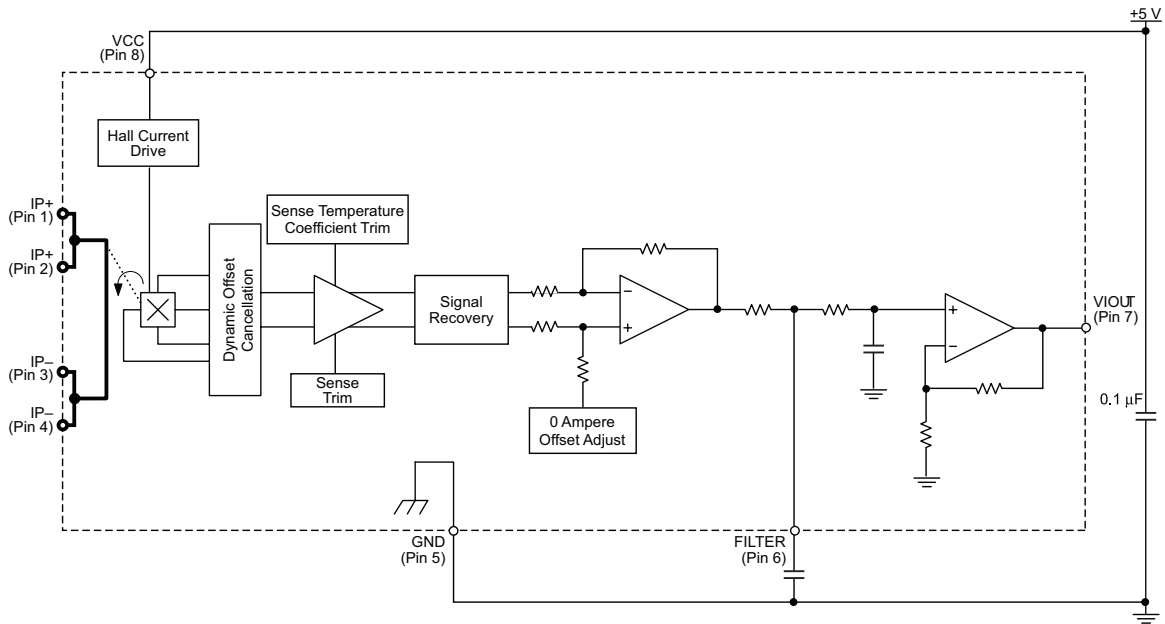 +5 V
VCC
(Pin 8)
Hall Current
Drive
IP+
(Pin 1)
IP+
(Pin 2)
IP–
(Pin 3)
IP–
(Pin 4)
Dynamic Offset
Cancellation
Sense Temperature
Coefficient Trim
Sense
Trim
Signal
Recovery
0 Ampere
Offset Adjust
−
+
+
−
VIOUT
(Pin 7)
0.1 µF
GND
(Pin 5)
FILTER
(Pin 6)